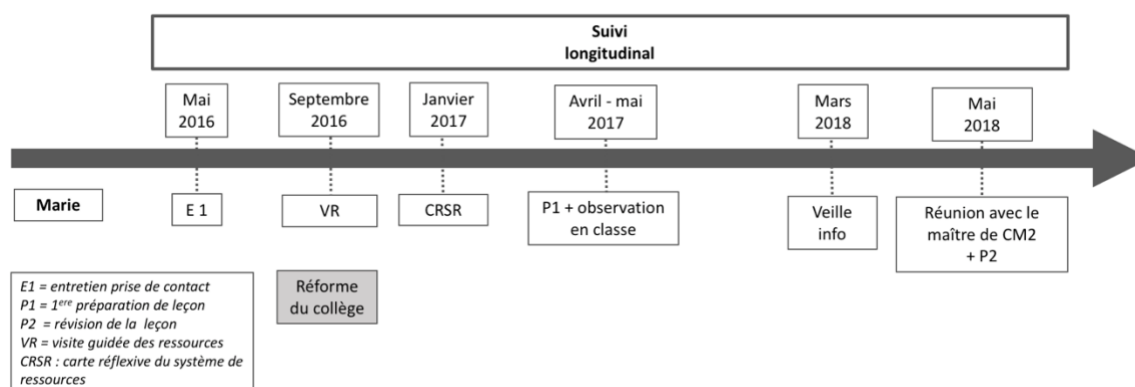 Suivi
longitudinal
Mai
2016
Septembre
2016
Janvier
2017
Avril - mai
2017
Mars
2018
Mai
2018
Marie
E 1
VR
CRSR
P1 + observation
en classe
Veille
info
Réunion avec le
maître de CM2
+ P2
Réforme
du collège
E1 = entretien prise de contact
P1 = 1ere préparation de leçon
P2 = révision de la leçon
VR = visite guidée des ressources
CRSR : carte réflexive du système de
ressources